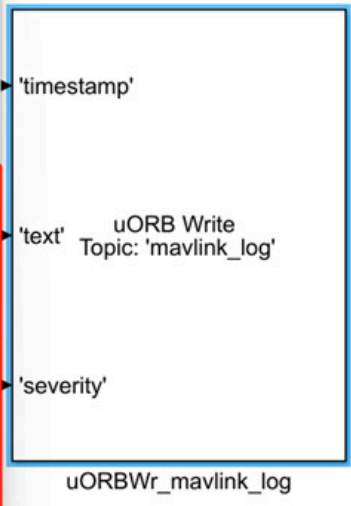 'timestamp'
'text'
uORB Write
Topic: 'mavlink_log'
'severity'
uORBWr_mavlink_log